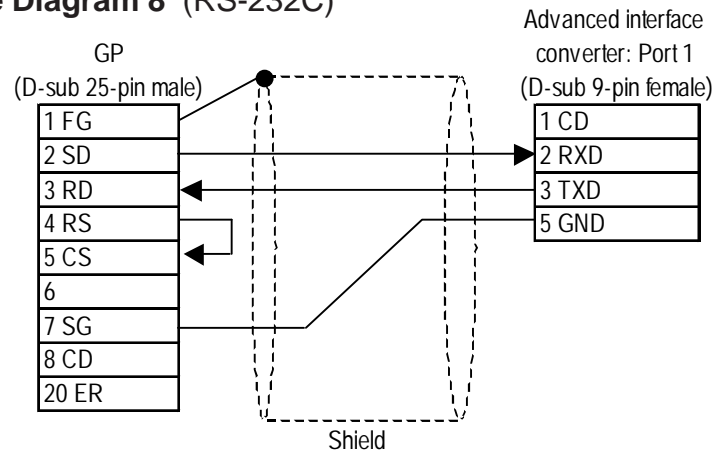 Diagram 8 (RS-232C)
GP
(D-sub 25-pin male)
1 FG
2 SD
3 RD
4 RS
5 CS
6
7 SG
8 CD
20 ER
Advanced interface
converter: Port 1
(D-sub 9-pin female)
1 CD
2 RXD
3 TXD
5 GND
Shield